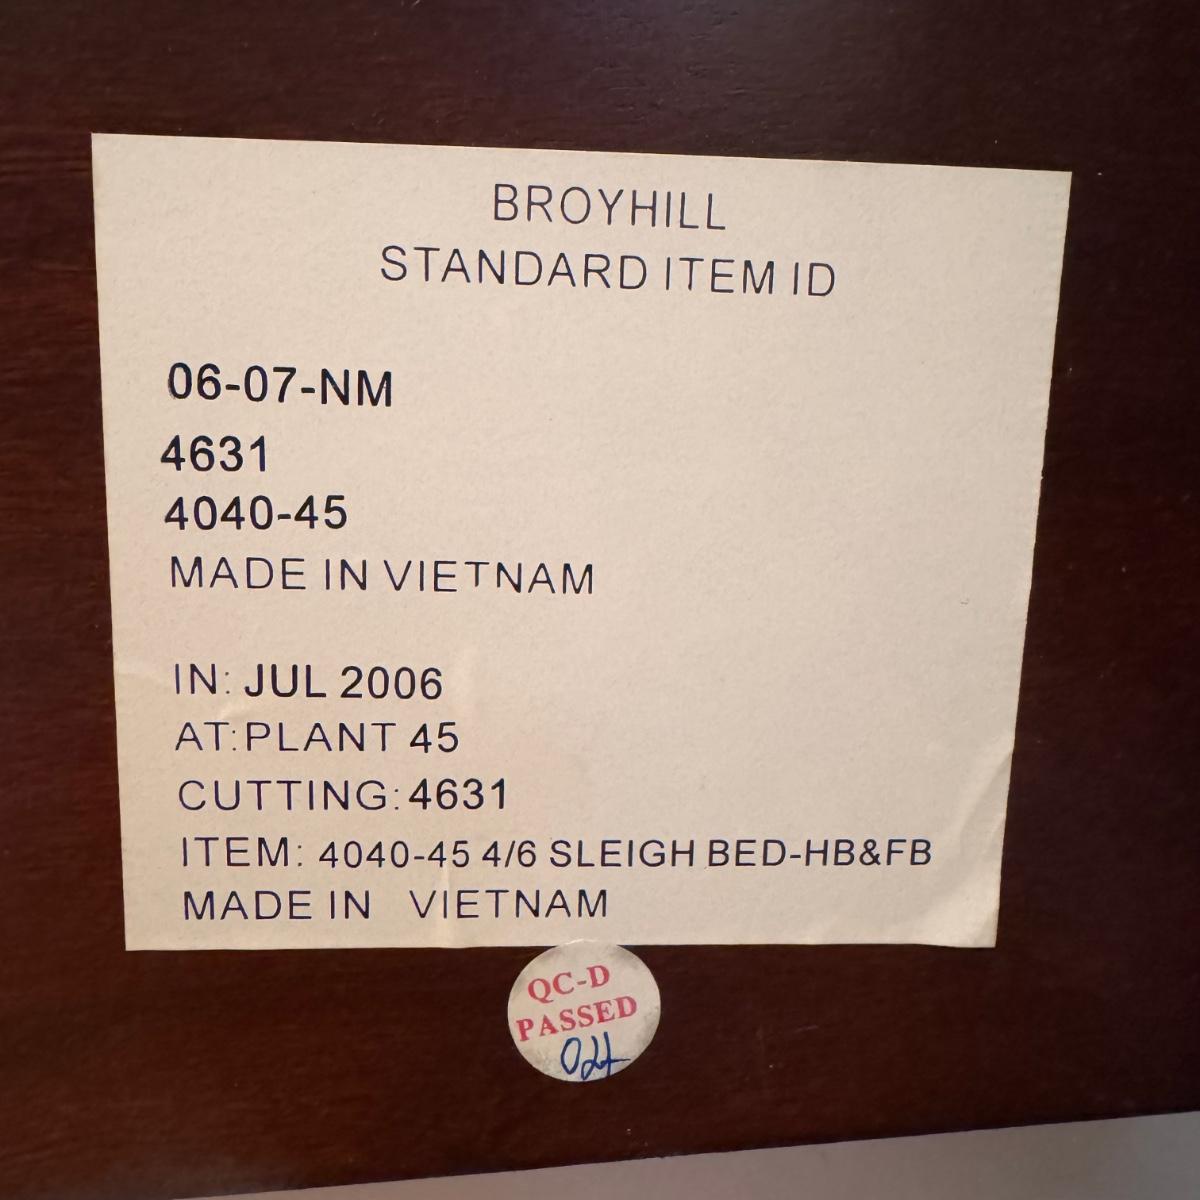 BROYHILL
STANDARD ITEM ID
06-07-NM
4631
4040-45
MADE IN VIETNAM
IN: JUL 2006
AT:PLANT 45
CUTTING:4631
ITEM: 4040-45 4/6 SLEIGH BED-HB&FB
MADE IN VIETNAM
QC-D
PASSED